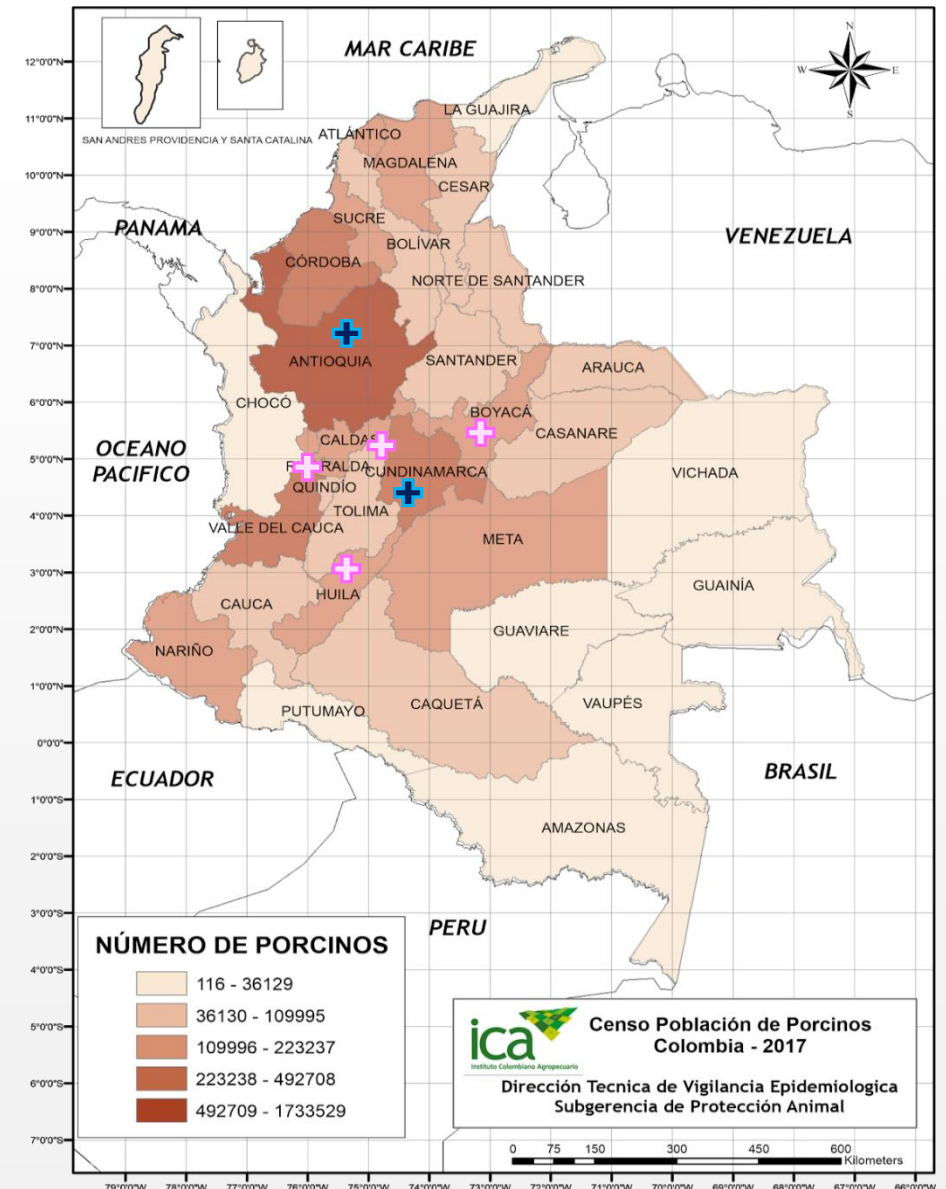 MAR CARIBE
N
W
E
S
SAN ANDRES PROVIDENCIA Y SANTA CATALINA
LA GUAJIRA
ATLÁNTICO
MAGDALENA
CESAR
PANAMA
SUCRE
VENEZUELA
BOLÍVAR
CÓRDOBA
NORTE DE SANTANDER
ANTIOQUIA
SANTANDER
ARAUCA
CHOCÓ
BOYACÁ
CASANARE
OCEANO
PACIFICO
CALDAS
CUNDINAMARCA
VICHADA
QUINDÍO
TOLIMA
VALLE DEL CAUCA
META
GUAINÍA
HUILA
CAUCA
GUAVIARE
NARIÑO
PUTUMAYO
CAQUETÁ
VAUPÉS
ECUADOR
BRASIL
AMAZONAS
PERU
12°0'0"N
11°0'0"N
10°0'0"N
9°0'0"N
8°0'0"N
7°0'0"N
6°0'0"N
5°0'0"N
4°0'0"N
3°0'0"N
2°0'0"N
1°0'0"N
0°0'0"
1°0'0"S
2°0'0"S
3°0'0"S
4°0'0"S
5°0'0"S
6°0'0"S
7°0'0"S
NÚMERO DE PORCINOS
116 - 36129
36130 - 109995
109996 - 223237
223238 - 492708
492709 - 1733529
ica
Instituto Colombiano Agropecuario
Censo Población de Porcinos
Colombia - 2017
Dirección Tecnica de Vigilancia Epidemiologica
Subgerencia de Protección Animal
0 75 150 300 450 600
Kilometers